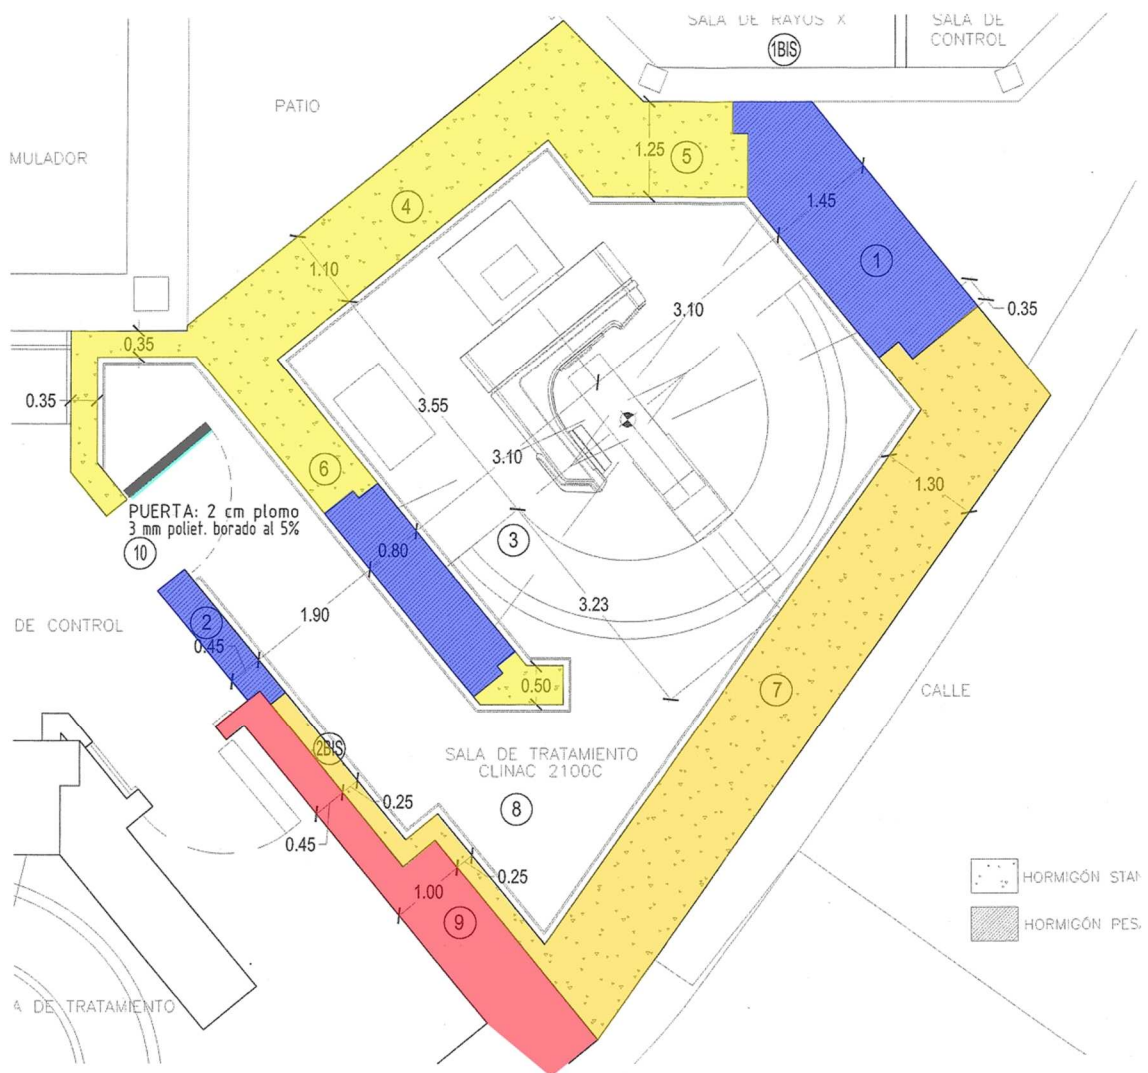 SALA DE RAYOS X
1BIS
SALA DE
CONTROL
PATIO
MULADOR
1.25
5
1.45
4
1
1.10
3.10
0.35
0.35
0.35
3.55
3.10
6
1.30
PUERTA: 2 cm plomo
3 mm poliet. borado al 5%
10
0.80
3
3.23
1.90
2
DE CONTROL
0.45
0.50
7
CALLE
2BIS
SALA DE TRATAMIENTO
CLINAC 2100C
8
0.25
0.45
0.25
1.00
9
HORMIGÓN STAN
HORMIGÓN PES.
A DE TRATAMIENTO